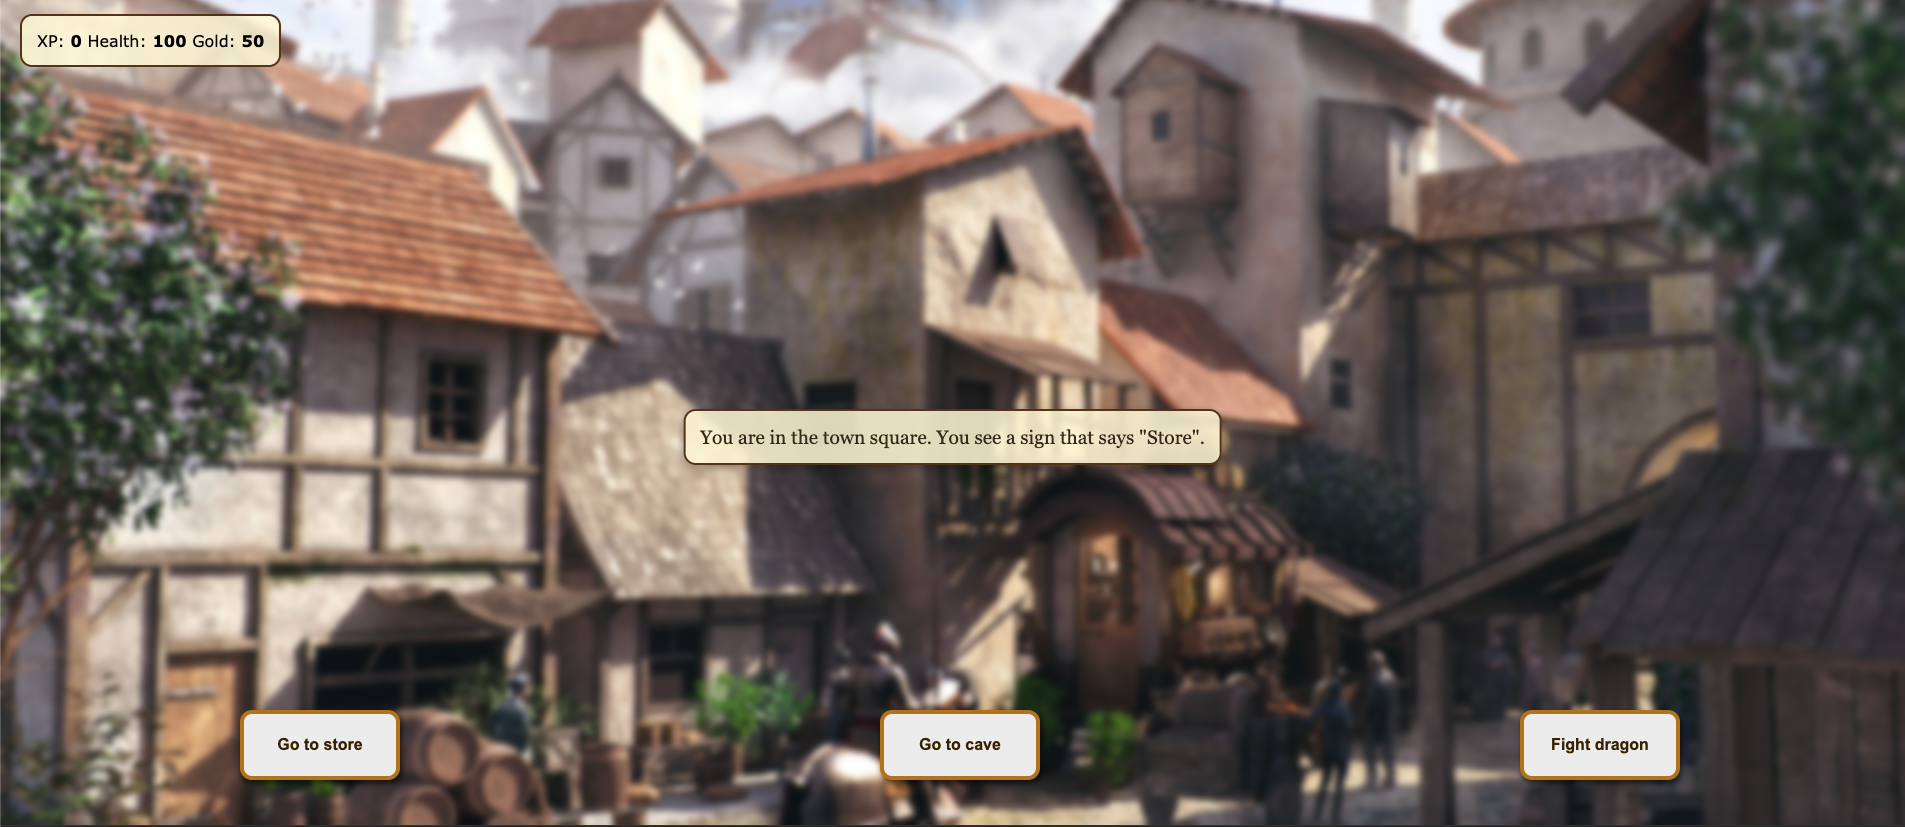 XP: 0 Health: 100 Gold: 50
You are in the town square. You see a sign that says "Store".
Go to store
Go to cave
Fight dragon